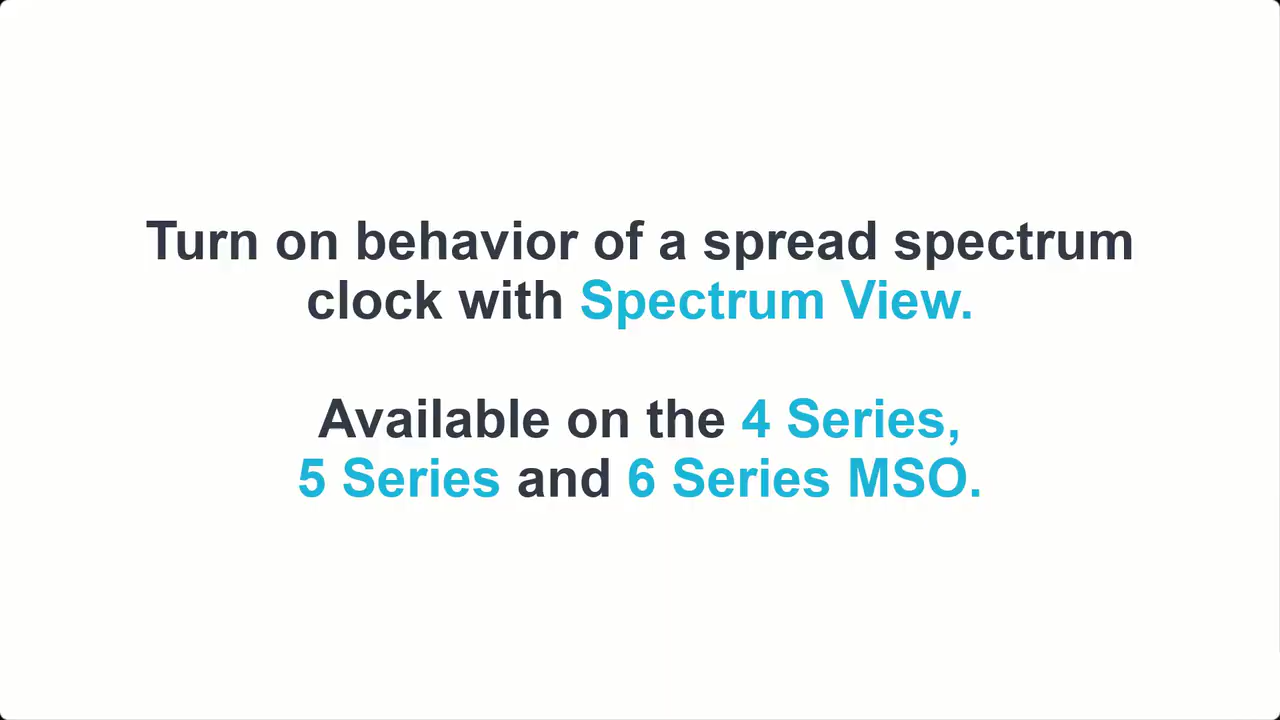 Turn on behavior of a spread spectrum
clock with Spectrum View.
Available on the 4 Series,
5 Series and 6 Series MSO.